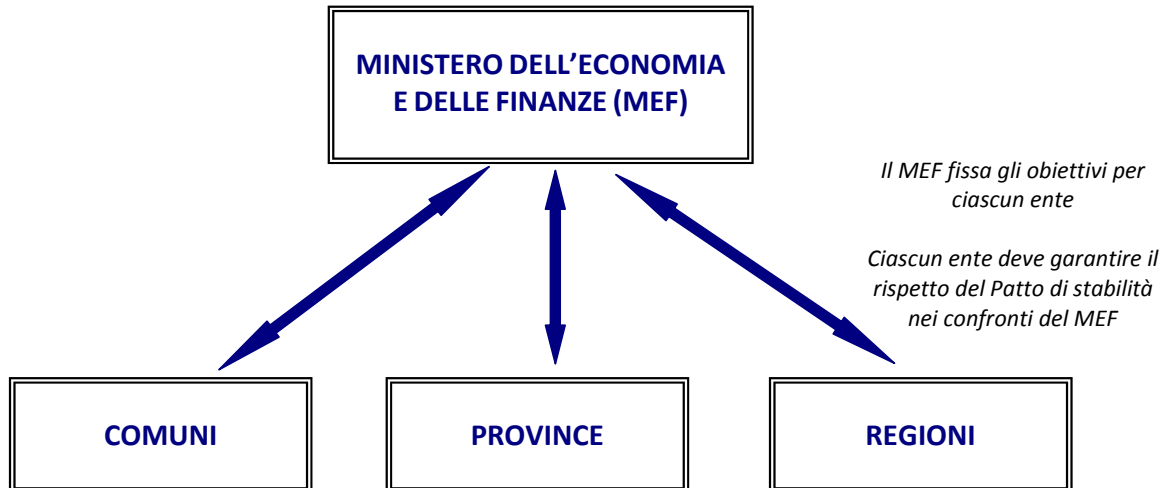 MINISTERO DELL’ECONOMIA
E DELLE FINANZE (MEF)
Il MEF fissa gli obiettivi per
ciascun ente
Ciascun ente deve garantire il
rispetto del Patto di stabilità
nei confronti del MEF
COMUNI
PROVINCE
REGIONI